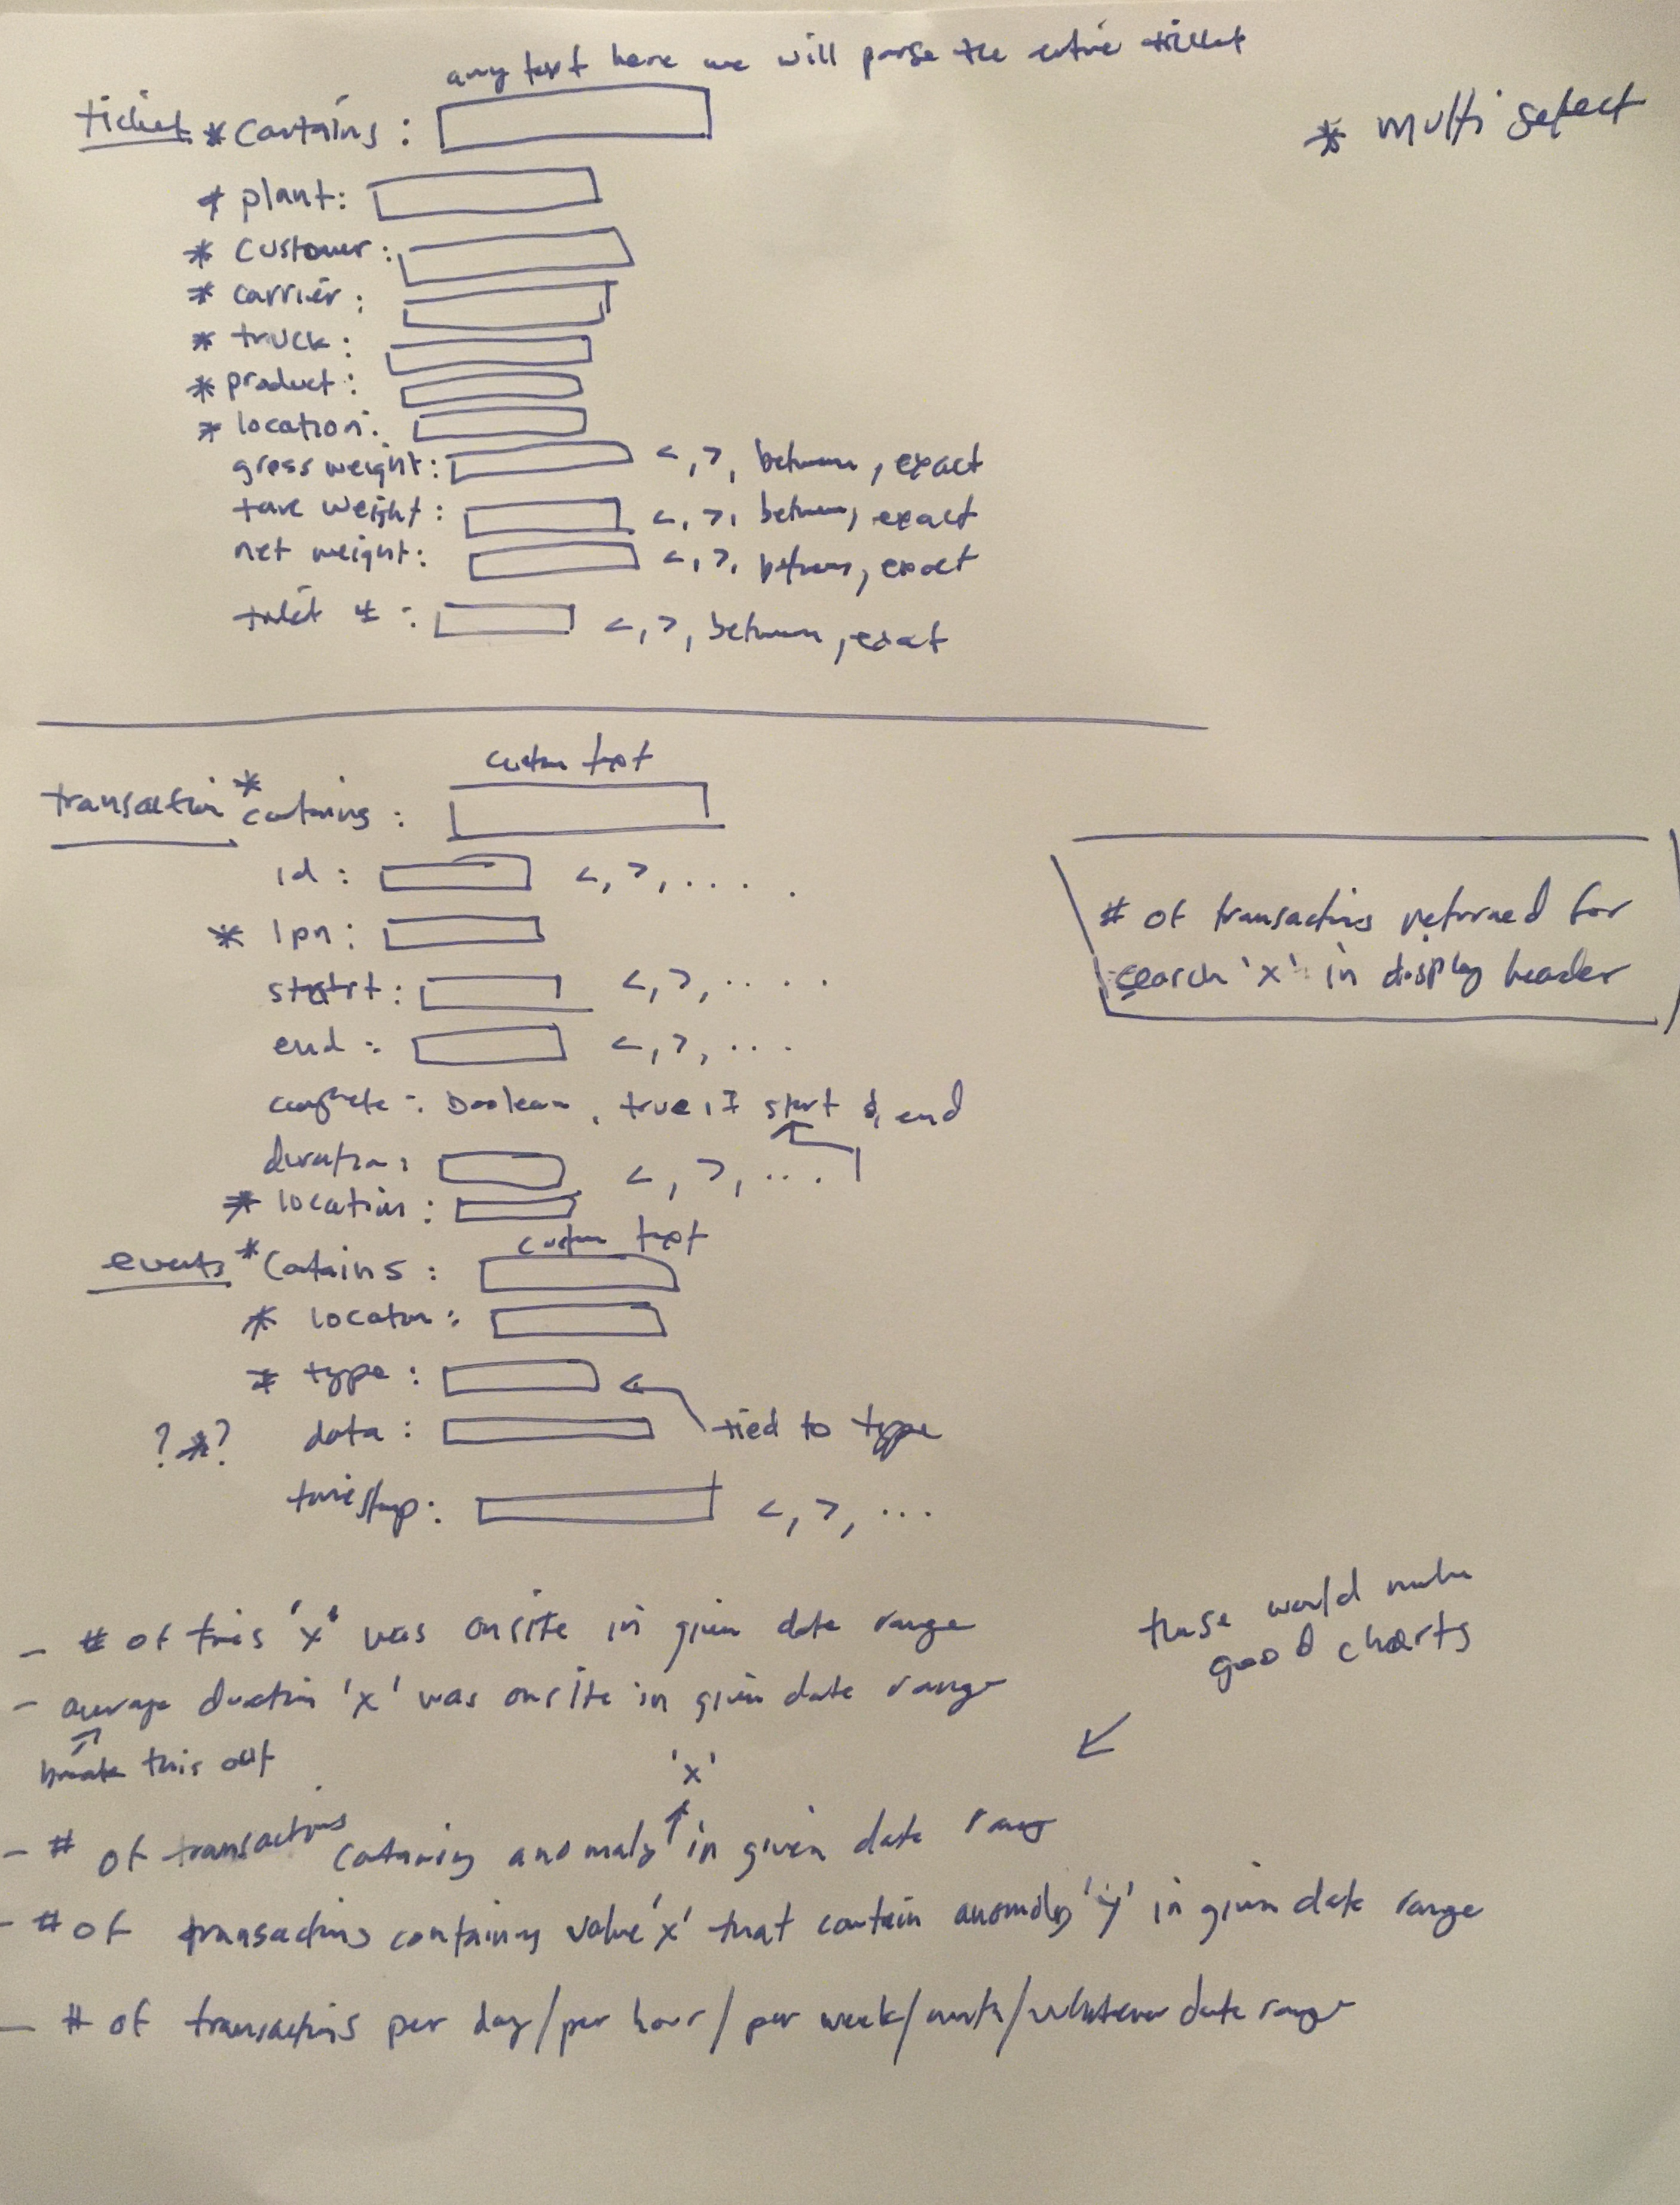 any text here we will parse the entire ticket
ticket * contains :
* multi select
* plant:
* customer :
* carrier :
* truck :
* product :
* location :
gross weight : <, >, between, exact
tare weight : <, >, between, exact
net weight : <, >, between, exact
ticket # : <, >, between, exact
custom text
transaction * contains :
id : <, >, ....
* lpn :
# of transactions returned for
search 'x' in display header
start : <, >, ....
end : <, >, ...
complete : boolean, true if start & end
duration : <, >, ...
* location :
custom text
events * contains :
* location :
* type :
?*? data : tied to type
timestamp : <, >, ...
these would make
good charts
- # of times 'x' was onsite in given date range
- average duration 'x' was onsite in given date range
break this out
'x'
- # of transactions containing anomaly in given date range
- # of transactions containing value 'x' that contain anomaly 'y' in given date range
- # of transactions per day/per hour/per week/month/whatever date range